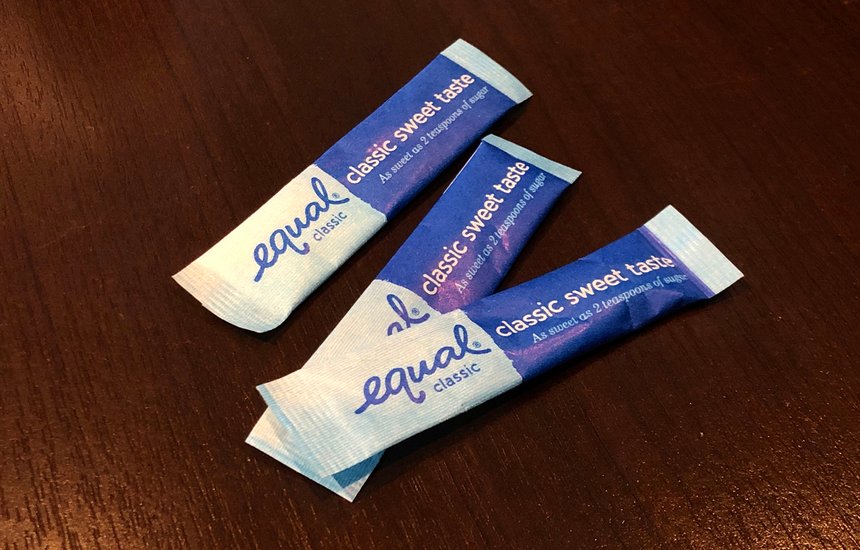 equal®
classic
classic sweet taste
As sweet as 2 teaspoons of sugar
al®
classic sweet taste
As sweet as 2 teaspoons of sugar
equal®
classic
classic sweet taste
As sweet as 2 teaspoons of sugar